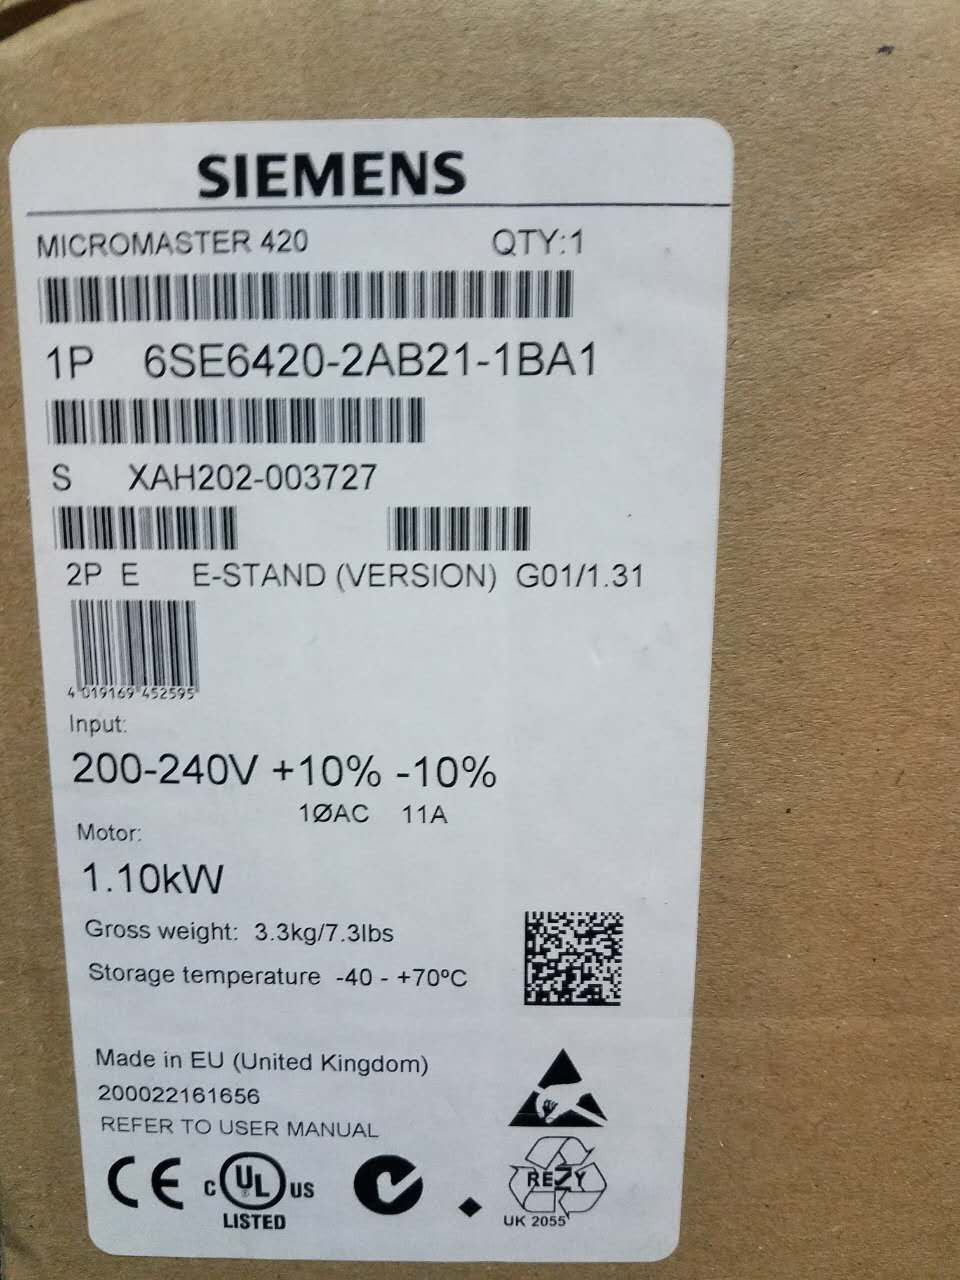 SIEMENS
MICROMASTER 420 QTY:1
1P 6SE6420-2AB21-1BA1
S XAH202-003727
2P E E-STAND (VERSION) G01/1.31
4 019169 452595
Input:
200-240V +10% -10%
1ØAC 11A
Motor:
1.10kW
Gross weight: 3.3kg/7.3lbs
Storage temperature -40 - +70ºC
Made in EU (United Kingdom)
200022161656
REFER TO USER MANUAL
CE c UL ® US
LISTED
REZY
UK 2055